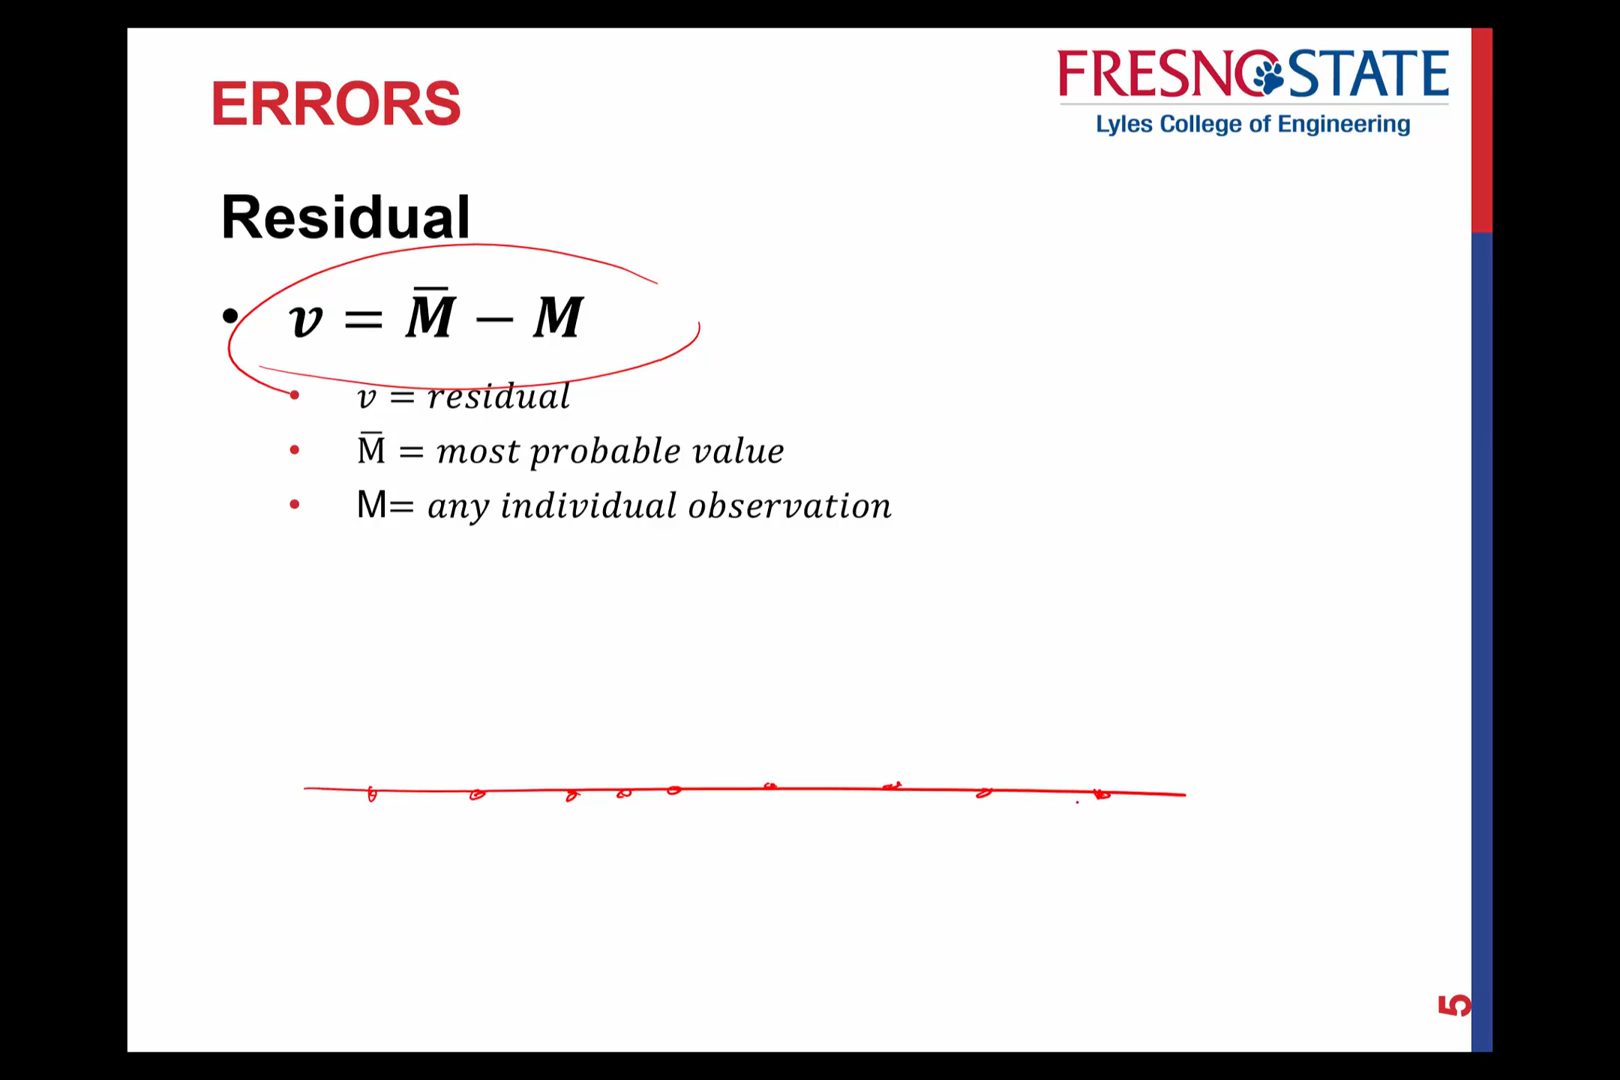 FRESNO STATE
Lyles College of Engineering
ERRORS
Residual
• v = M̅ − M
• v = residual
• M̅ = most probable value
• M= any individual observation
5